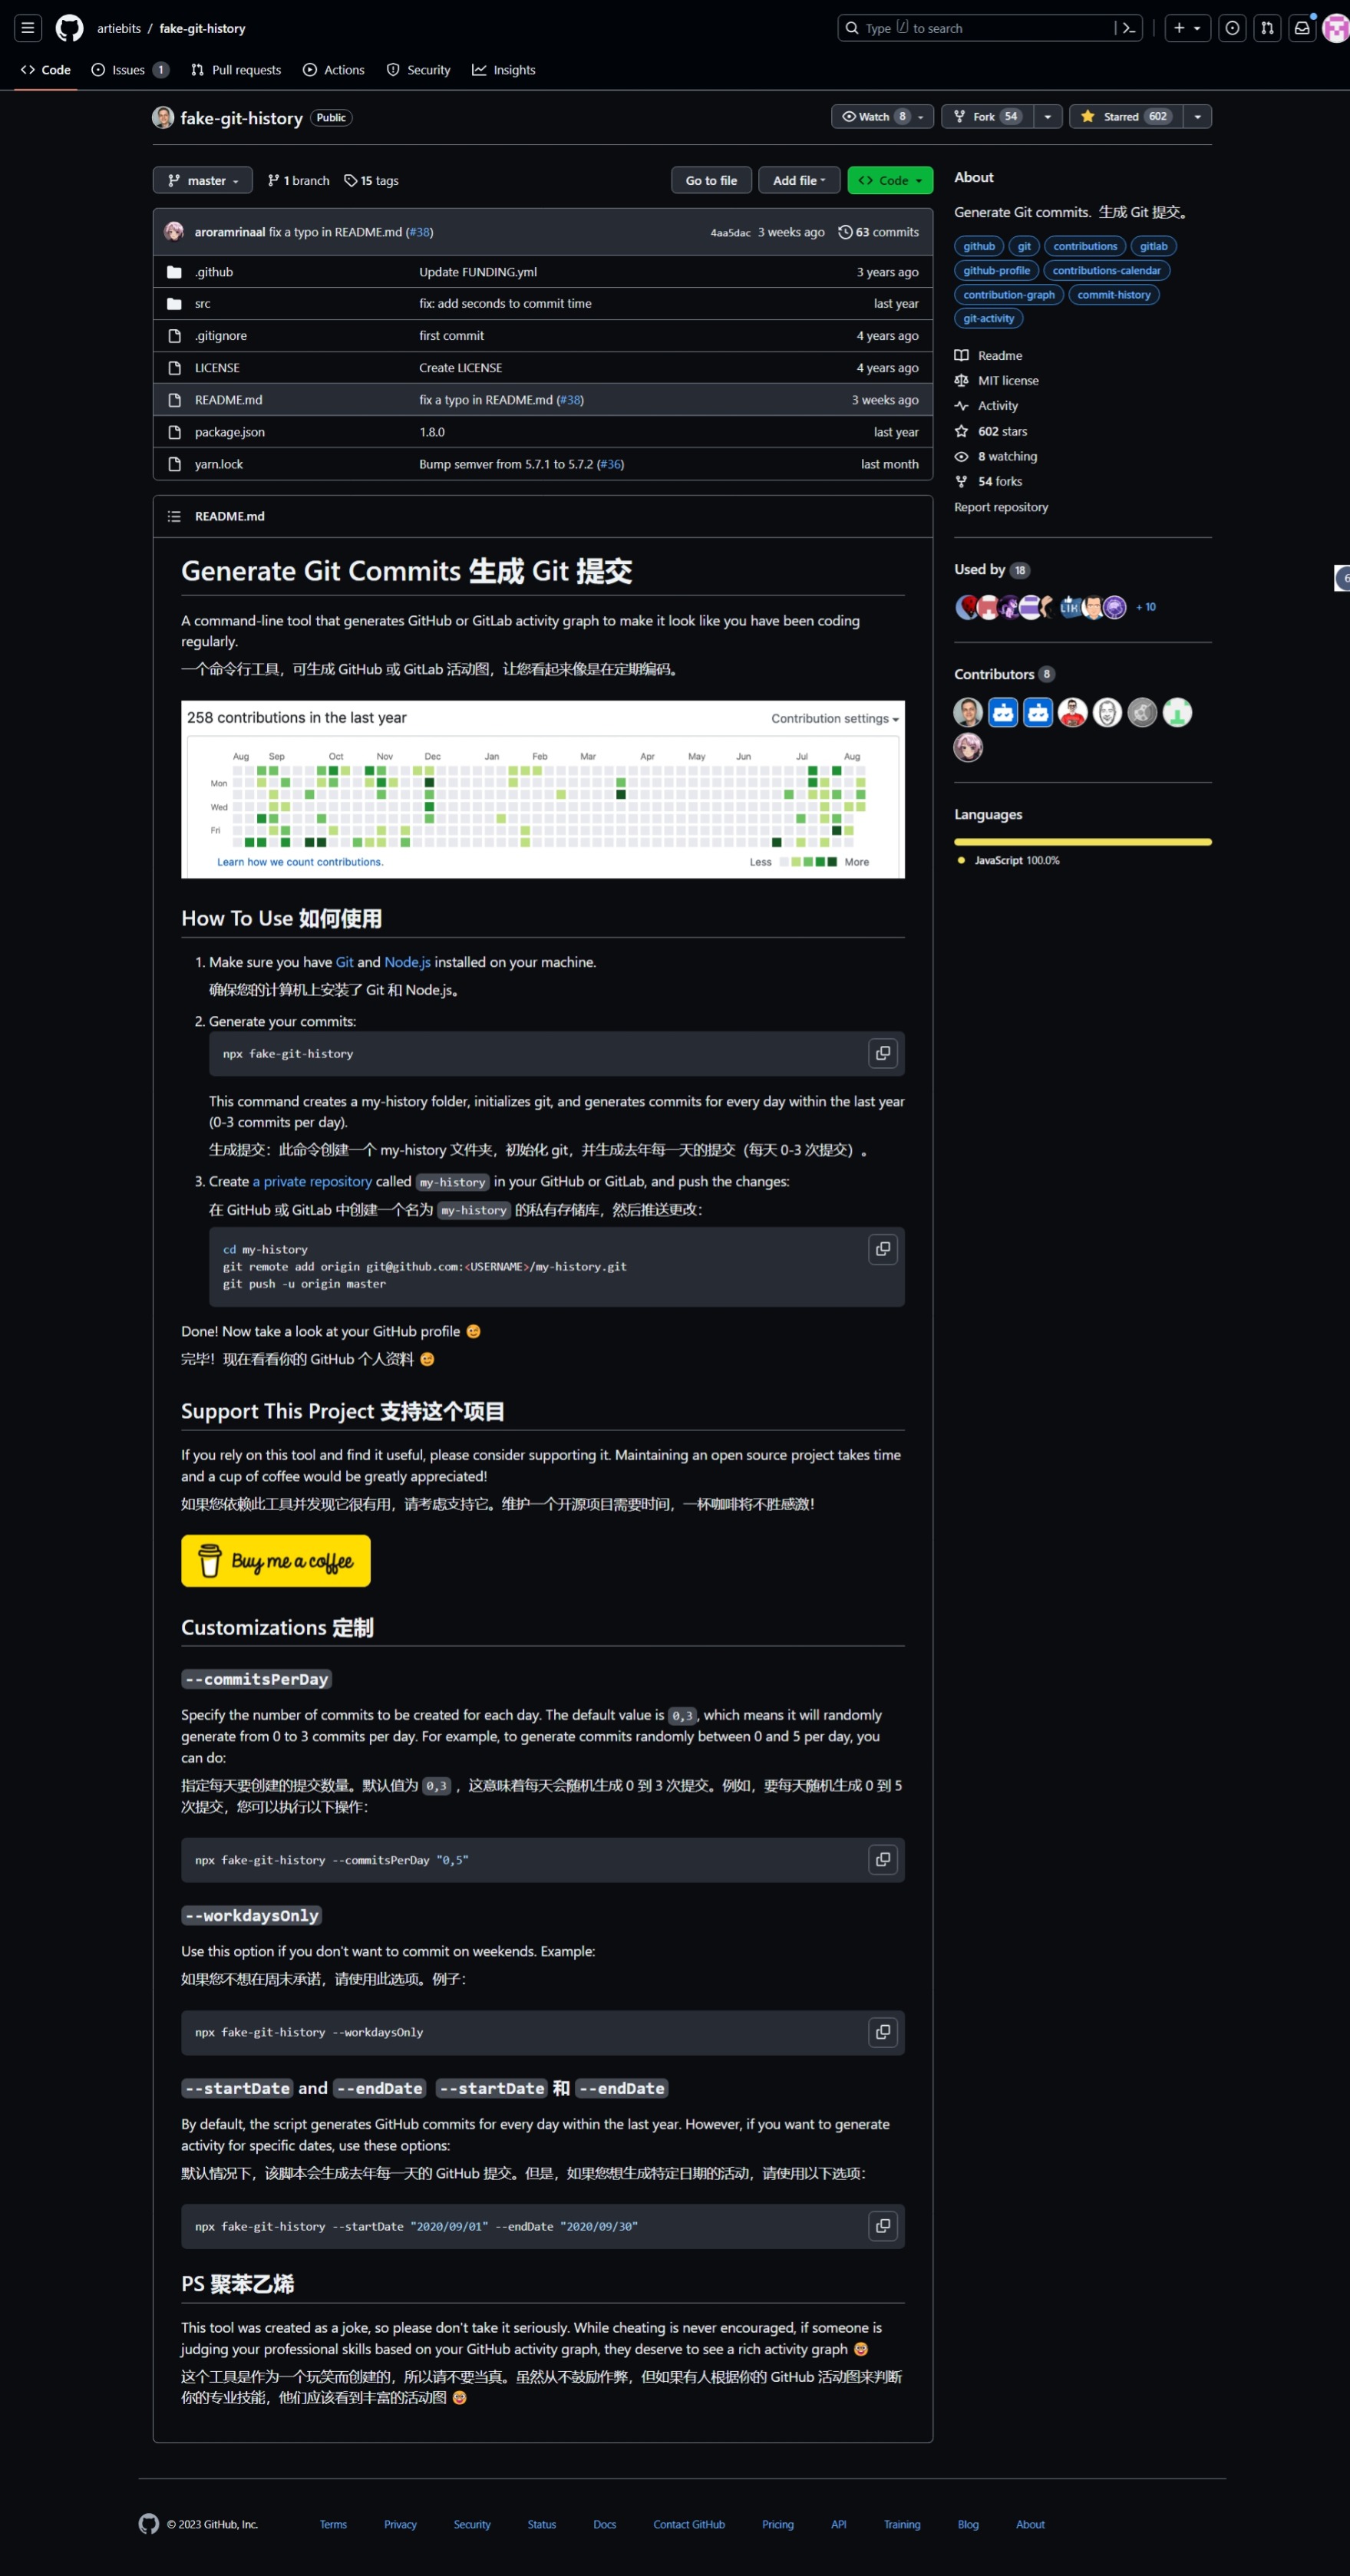 artiebits / fake-git-history
Type / to search
Code
Issues 1
Pull requests
Actions
Security
Insights
fake-git-history Public
Watch 8
Fork 54
Starred 602
master
1 branch
15 tags
Go to file
Add file
Code
aroramrinaal fix a typo in README.md (#38)
4aa5dac 3 weeks ago
63 commits
.github Update FUNDING.yml 3 years ago
src fix: add seconds to commit time last year
.gitignore first commit 4 years ago
LICENSE Create LICENSE 4 years ago
README.md fix a typo in README.md (#38) 3 weeks ago
package.json 1.8.0 last year
yarn.lock Bump semver from 5.7.1 to 5.7.2 (#36) last month
README.md
Generate Git Commits 生成 Git 提交
A command-line tool that generates GitHub or GitLab activity graph to make it look like you have been coding
regularly.
一个命令行工具，可生成 GitHub 或 GitLab 活动图，让您看起来像是在定期编码。
258 contributions in the last year
Contribution settings
Aug Sep Oct Nov Dec Jan Feb Mar Apr May Jun Jul Aug
Mon
Wed
Fri
Learn how we count contributions.
Less More
How To Use 如何使用
1. Make sure you have Git and Node.js installed on your machine.
确保您的计算机上安装了 Git 和 Node.js。
2. Generate your commits:
npx fake-git-history
This command creates a my-history folder, initializes git, and generates commits for every day within the last year
(0-3 commits per day).
生成提交：此命令创建一个 my-history 文件夹，初始化 git，并生成去年每一天的提交（每天 0-3 次提交）。
3. Create a private repository called my-history in your GitHub or GitLab, and push the changes:
在 GitHub 或 GitLab 中创建一个名为 my-history 的私有存储库，然后推送更改：
cd my-history
git remote add origin git@github.com:<USERNAME>/my-history.git
git push -u origin master
Done! Now take a look at your GitHub profile 😉
完毕！现在看看你的 GitHub 个人资料 😉
Support This Project 支持这个项目
If you rely on this tool and find it useful, please consider supporting it. Maintaining an open source project takes time
and a cup of coffee would be greatly appreciated!
如果您依赖此工具并发现它很有用，请考虑支持它。维护一个开源项目需要时间，一杯咖啡将不胜感激！
Buy me a coffee
Customizations 定制
--commitsPerDay
Specify the number of commits to be created for each day. The default value is 0,3, which means it will randomly
generate from 0 to 3 commits per day. For example, to generate commits randomly between 0 and 5 per day, you
can do:
指定每天要创建的提交数量。默认值为 0,3 ，这意味着每天会随机生成 0 到 3 次提交。例如，要每天随机生成 0 到 5
次提交，您可以执行以下操作：
npx fake-git-history --commitsPerDay "0,5"
--workdaysOnly
Use this option if you don't want to commit on weekends. Example:
如果您不想在周末承诺，请使用此选项。例子：
npx fake-git-history --workdaysOnly
--startDate and --endDate --startDate 和 --endDate
By default, the script generates GitHub commits for every day within the last year. However, if you want to generate
activity for specific dates, use these options:
默认情况下，该脚本会生成去年每一天的 GitHub 提交。但是，如果您想生成特定日期的活动，请使用以下选项：
npx fake-git-history --startDate "2020/09/01" --endDate "2020/09/30"
PS 聚苯乙烯
This tool was created as a joke, so please don't take it seriously. While cheating is never encouraged, if someone is
judging your professional skills based on your GitHub activity graph, they deserve to see a rich activity graph 🤓
这个工具是作为一个玩笑而创建的，所以请不要当真。虽然从不鼓励作弊，但如果有人根据你的 GitHub 活动图来判断
你的专业技能，他们应该看到丰富的活动图 🤓
About
Generate Git commits. 生成 Git 提交。
github git contributions gitlab
github-profile contributions-calendar
contribution-graph commit-history
git-activity
Readme
MIT license
Activity
602 stars
8 watching
54 forks
Report repository
Used by 18
+ 10
Contributors 8
Languages
JavaScript 100.0%
© 2023 GitHub, Inc.
Terms
Privacy
Security
Status
Docs
Contact GitHub
Pricing
API
Training
Blog
About